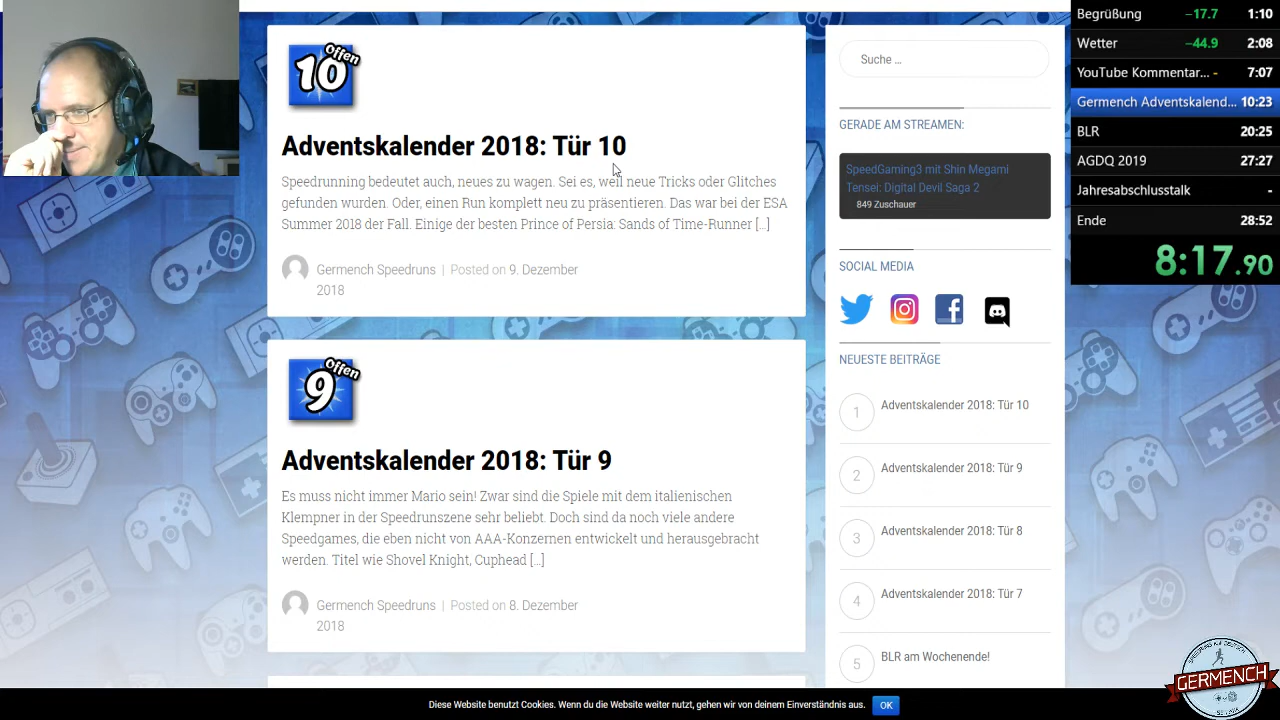 10 Offen
Adventskalender 2018: Tür 10
Speedrunning bedeutet auch, neues zu wagen. Sei es, weil neue Tricks oder Glitches
gefunden wurden. Oder, einen Run komplett neu zu präsentieren. Das war bei der ESA
Summer 2018 der Fall. Einige der besten Prince of Persia: Sands of Time-Runner [...]
Germench Speedruns | Posted on 9. Dezember
2018
9 Offen
Adventskalender 2018: Tür 9
Es muss nicht immer Mario sein! Zwar sind die Spiele mit dem italienischen
Klempner in der Speedrunszene sehr beliebt. Doch sind da noch viele andere
Speedgames, die eben nicht von AAA-Konzernen entwickelt und herausgebracht
werden. Titel wie Shovel Knight, Cuphead [...]
Germench Speedruns | Posted on 8. Dezember
2018
Suche ...
GERADE AM STREAMEN:
SpeedGaming3 mit Shin Megami
Tensei: Digital Devil Saga 2
849 Zuschauer
SOCIAL MEDIA
NEUESTE BEITRÄGE
1 Adventskalender 2018: Tür 10
2 Adventskalender 2018: Tür 9
3 Adventskalender 2018: Tür 8
4 Adventskalender 2018: Tür 7
5 BLR am Wochenende!
Begrüßung −17.7 1:10
Wetter −44.9 2:08
YouTube Kommentar... - 7:07
Germench Adventskalend... 10:23
BLR 20:25
AGDQ 2019 27:27
Jahresabschlusstalk -
Ende 28:52
8:17.90
GERMENCH
Diese Website benutzt Cookies. Wenn du die Website weiter nutzt, gehen wir von deinem Einverständnis aus. OK